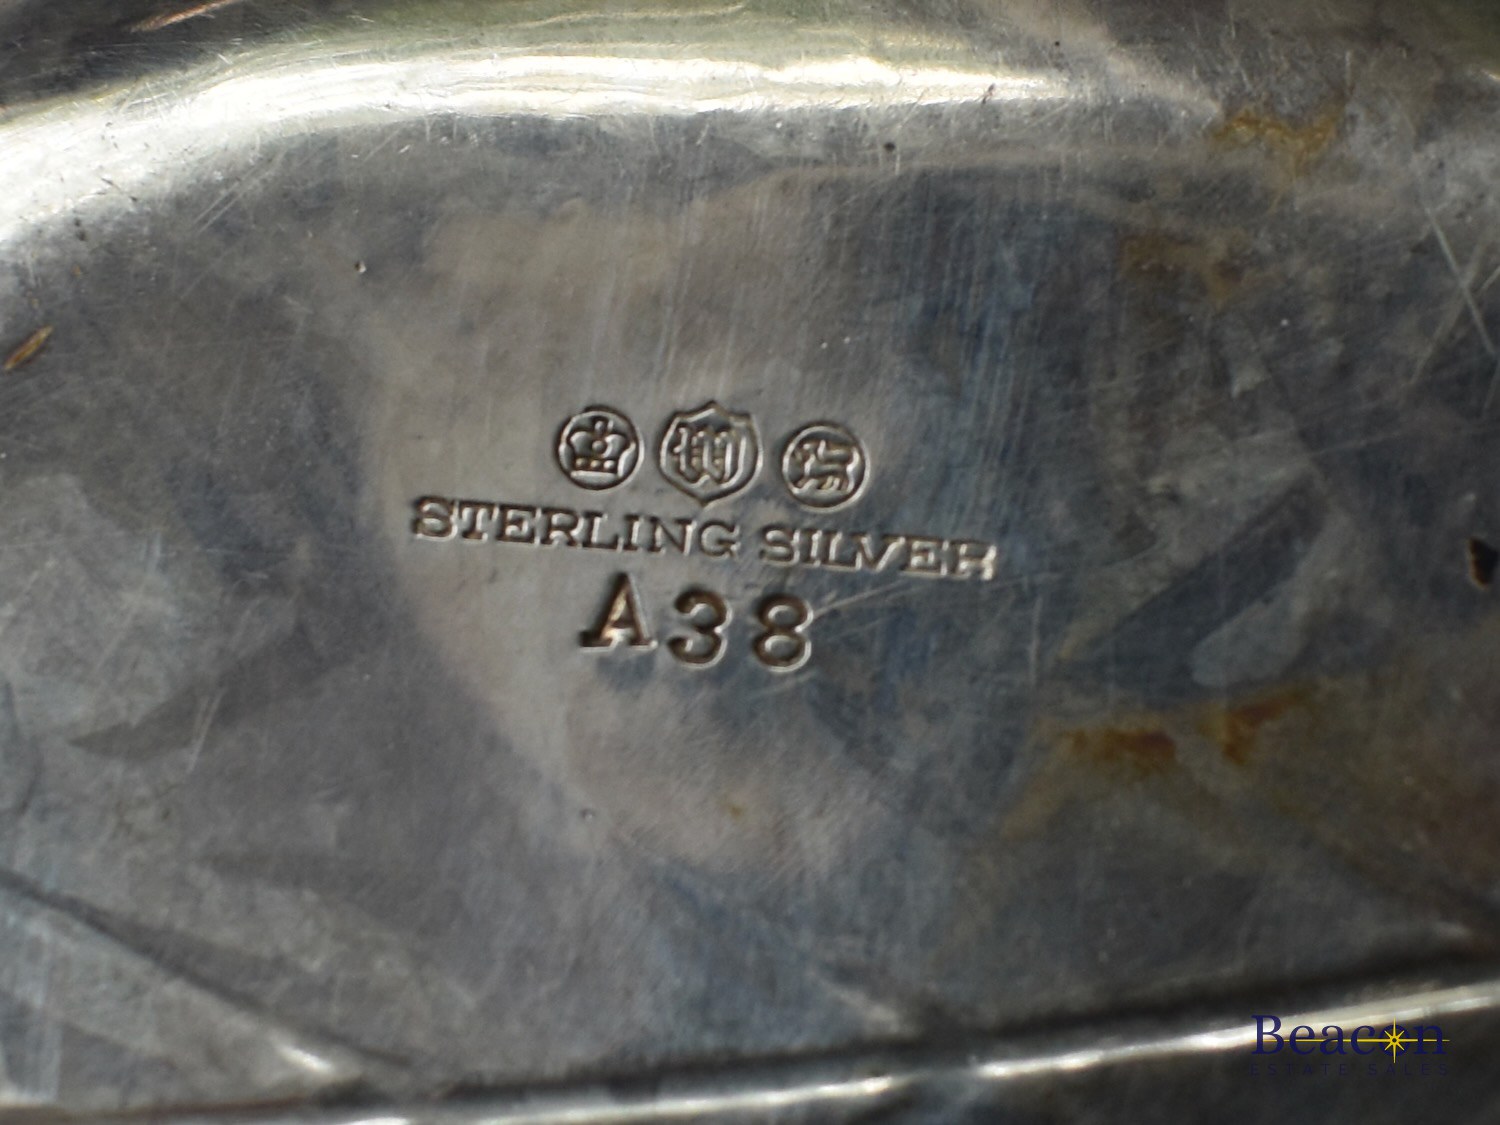 W
STERLING SILVER
A38
Beacon
ESTATE SALES